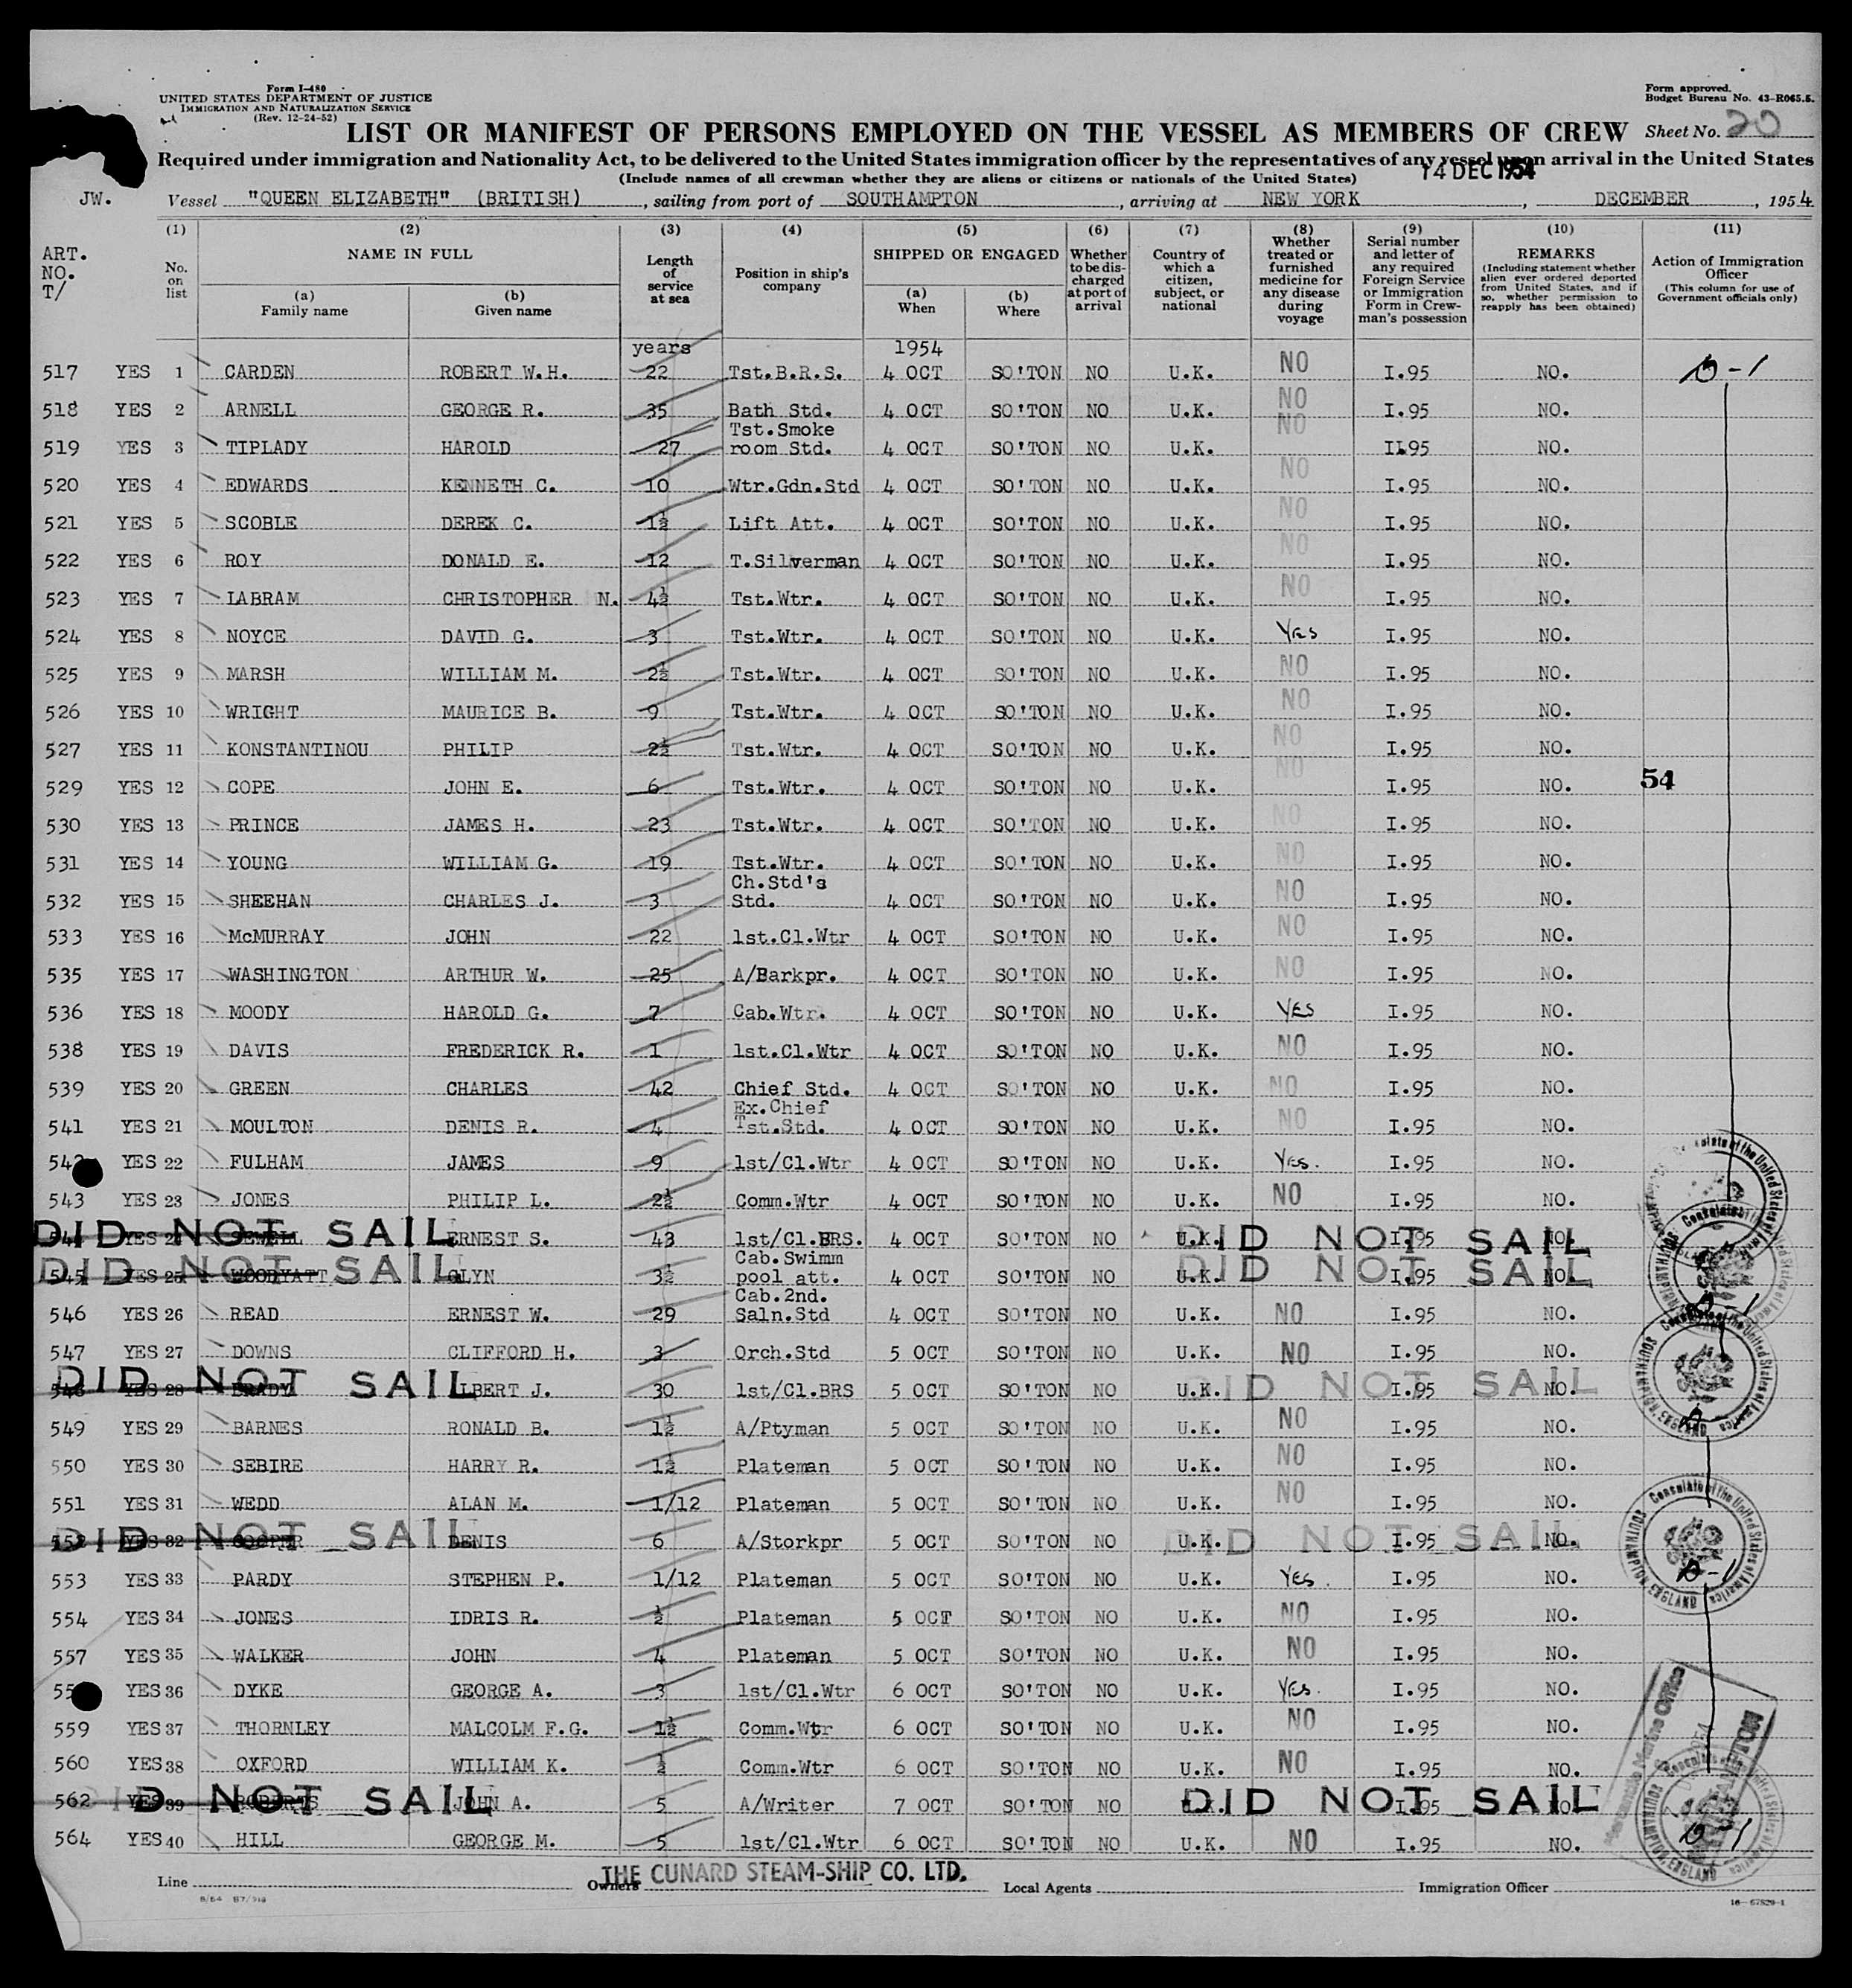 Form I-480
UNITED STATES DEPARTMENT OF JUSTICE
IMMIGRATION AND NATURALIZATION SERVICE
(Rev. 12-24-52)
Form approved.
Budget Bureau No. 43-R065.5.
LIST OR MANIFEST OF PERSONS EMPLOYED ON THE VESSEL AS MEMBERS OF CREW Sheet No. 20
Required under immigration and Nationality Act, to be delivered to the United States immigration officer by the representatives of any vessel upon arrival in the United States
(Include names of all crewman whether they are aliens or citizens or nationals of the United States) 14 DEC 1954
JW. Vessel "QUEEN ELIZABETH" (BRITISH), sailing from port of SOUTHAMPTON, arriving at NEW YORK, DECEMBER, 1954
ART. NO. T/ (1) No. on list (2) NAME IN FULL (a) Family name (b) Given name (3) Length of service at sea (4) Position in ship's company (5) SHIPPED OR ENGAGED (a) When (b) Where (6) Whether to be discharged at port of arrival (7) Country of which a citizen, subject, or national (8) Whether treated or furnished medicine for any disease during voyage (9) Serial number and letter of any required Foreign Service or Immigration Form in Crewman's possession (10) REMARKS (Including statement whether alien ever ordered deported from United States, and if so, whether permission to reapply has been obtained) (11) Action of Immigration Officer (This column for use of Government officials only)
years 1954
517 YES 1 CARDEN ROBERT W.H. 22 Tst.B.R.S. 4 OCT SO'TON NO U.K. NO I.95 NO. D-1
518 YES 2 ARNELL GEORGE R. 35 Bath Std. 4 OCT SO'TON NO U.K. NO I.95 NO.
519 YES 3 TIPLADY HAROLD 27 Tst.Smoke room Std. 4 OCT SO'TON NO U.K. NO I.95 NO.
520 YES 4 EDWARDS KENNETH C. 10 Wtr.Gdn.Std 4 OCT SO'TON NO U.K. NO I.95 NO.
521 YES 5 SCOBLE DEREK C. 1½ Lift Att. 4 OCT SO'TON NO U.K. NO I.95 NO.
522 YES 6 ROY DONALD E. 12 T.Silverman 4 OCT SO'TON NO U.K. NO I.95 NO.
523 YES 7 LABRAM CHRISTOPHER N. 4½ Tst.Wtr. 4 OCT SO'TON NO U.K. NO I.95 NO.
524 YES 8 NOYCE DAVID G. 3 Tst.Wtr. 4 OCT SO'TON NO U.K. YES I.95 NO.
525 YES 9 MARSH WILLIAM M. 2½ Tst.Wtr. 4 OCT SO'TON NO U.K. NO I.95 NO.
526 YES 10 WRIGHT MAURICE B. 9 Tst.Wtr. 4 OCT SO'TON NO U.K. NO I.95 NO.
527 YES 11 KONSTANTINOU PHILIP 2½ Tst.Wtr. 4 OCT SO'TON NO U.K. NO I.95 NO.
529 YES 12 COPE JOHN E. 6 Tst.Wtr. 4 OCT SO'TON NO U.K. NO I.95 NO. 54
530 YES 13 PRINCE JAMES H. 23 Tst.Wtr. 4 OCT SO'TON NO U.K. NO I.95 NO.
531 YES 14 YOUNG WILLIAM G. 19 Tst.Wtr. 4 OCT SO'TON NO U.K. NO I.95 NO.
532 YES 15 SHEEHAN CHARLES J. 3 Ch.Std's Std. 4 OCT SO'TON NO U.K. NO I.95 NO.
533 YES 16 McMURRAY JOHN 22 1st.Cl.Wtr 4 OCT SO'TON NO U.K. NO I.95 NO.
535 YES 17 WASHINGTON ARTHUR W. 25 A/Barkpr. 4 OCT SO'TON NO U.K. NO I.95 NO.
536 YES 18 MOODY HAROLD G. 7 Cab.Wtr. 4 OCT SO'TON NO U.K. YES I.95 NO.
538 YES 19 DAVIS FREDERICK R. 1 1st.Cl.Wtr 4 OCT SO'TON NO U.K. NO I.95 NO.
539 YES 20 GREEN CHARLES 42 Chief Std. 4 OCT SO'TON NO U.K. NO I.95 NO.
541 YES 21 MOULTON DENIS R. 4 Ex.Chief Tst.Std. 4 OCT SO'TON NO U.K. NO I.95 NO.
542 YES 22 FULHAM JAMES 9 1st/Cl.Wtr 4 OCT SO'TON NO U.K. YES. I.95 NO.
543 YES 23 JONES PHILIP L. 2½ Comm.Wtr 4 OCT SO'TON NO U.K. NO I.95 NO.
DID NOT SAIL ERNEST S. 43 1st/Cl.BRS. 4 OCT SO'TON NO U.K. DID NOT SAIL I.95 NO.
545 YES 25 WOODYATT DID NOT SAIL GLYN 3½ Cab.Swimm pool att. 4 OCT SO'TON NO U.K. DID NOT SAIL I.95 NO.
546 YES 26 READ ERNEST W. 29 Cab.2nd. Saln.Std 4 OCT SO'TON NO U.K. NO I.95 NO. D-1
547 YES 27 DOWNS CLIFFORD H. 3 Orch.Std 5 OCT SO'TON NO U.K. NO I.95 NO.
548 YES 28 BRADY DID NOT SAIL ALBERT J. 30 1st/Cl.BRS 5 OCT SO'TON NO U.K. DID NOT SAIL I.95 NO.
549 YES 29 BARNES RONALD B. 1½ A/Ptyman 5 OCT SO'TON NO U.K. NO I.95 NO.
550 YES 30 SEBIRE HARRY R. 1½ Plateman 5 OCT SO'TON NO U.K. NO I.95 NO.
551 YES 31 WEDD ALAN M. 1/12 Plateman 5 OCT SO'TON NO U.K. NO I.95 NO.
552 YES 32 COOPER DID NOT SAIL DENIS 6 A/Storkpr 5 OCT SO'TON NO U.K. DID NOT SAIL I.95 NO.
553 YES 33 PARDY STEPHEN P. 1/12 Plateman 5 OCT SO'TON NO U.K. YES. I.95 NO. D-1
554 YES 34 JONES IDRIS R. ½ Plateman 5 OCT SO'TON NO U.K. NO I.95 NO.
557 YES 35 WALKER JOHN 4 Plateman 5 OCT SO'TON NO U.K. NO I.95 NO.
55 YES 36 DYKE GEORGE A. 3 1st/Cl.Wtr 6 OCT SO'TON NO U.K. YES. I.95 NO.
559 YES 37 THORNLEY MALCOLM F.G. 1½ Comm.Wtr 6 OCT SO'TON NO U.K. NO I.95 NO.
560 YES 38 OXFORD WILLIAM K. ½ Comm.Wtr 6 OCT SO'TON NO U.K. NO I.95 NO.
562 YES 39 ROBERTS DID NOT SAIL JOHN A. 5 A/Writer 7 OCT SO'TON NO U.K. DID NOT SAIL I.95 NO.
564 YES 40 HILL GEORGE M. 5 1st/Cl.Wtr 6 OCT SO'TON NO U.K. NO I.95 NO. D-1
Consulate of the United States of America SOUTHAMPTON, ENGLAND
Line Owners THE CUNARD STEAM-SHIP CO. LTD. Local Agents Immigration Officer
16-67829-1